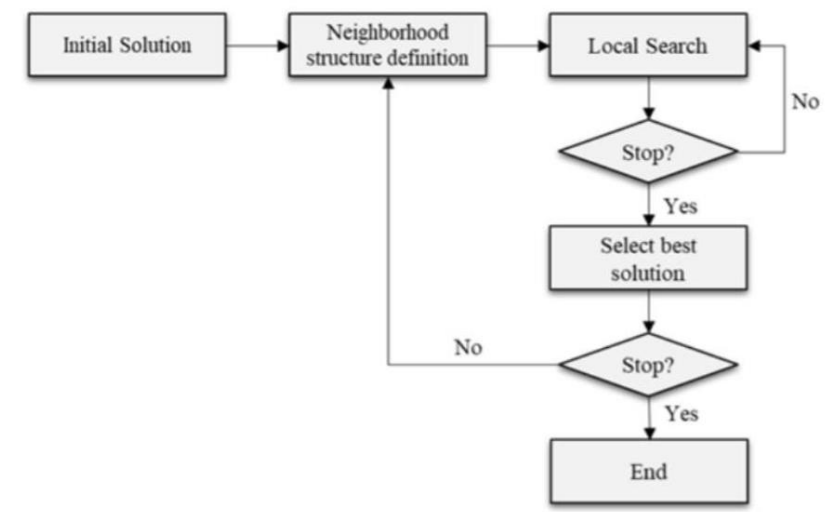 Initial Solution
Neighborhood
structure definition
Local Search
No
Stop?
Yes
Select best
solution
No
Stop?
Yes
End